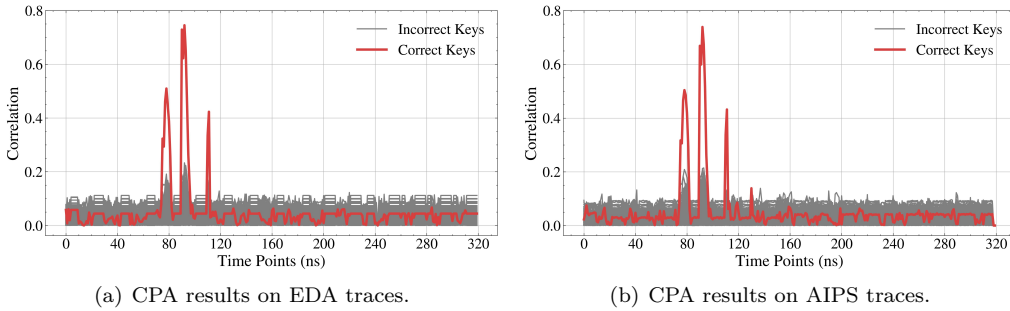 0.8
0.6
0.4
0.2
0.0
Correlation
0 40 80 120 160 200 240 280 320
Time Points (ns)
Incorrect Keys
Correct Keys
(a) CPA results on EDA traces.
0.8
0.6
0.4
0.2
0.0
Correlation
0 40 80 120 160 200 240 280 320
Time Points (ns)
Incorrect Keys
Correct Keys
(b) CPA results on AIPS traces.